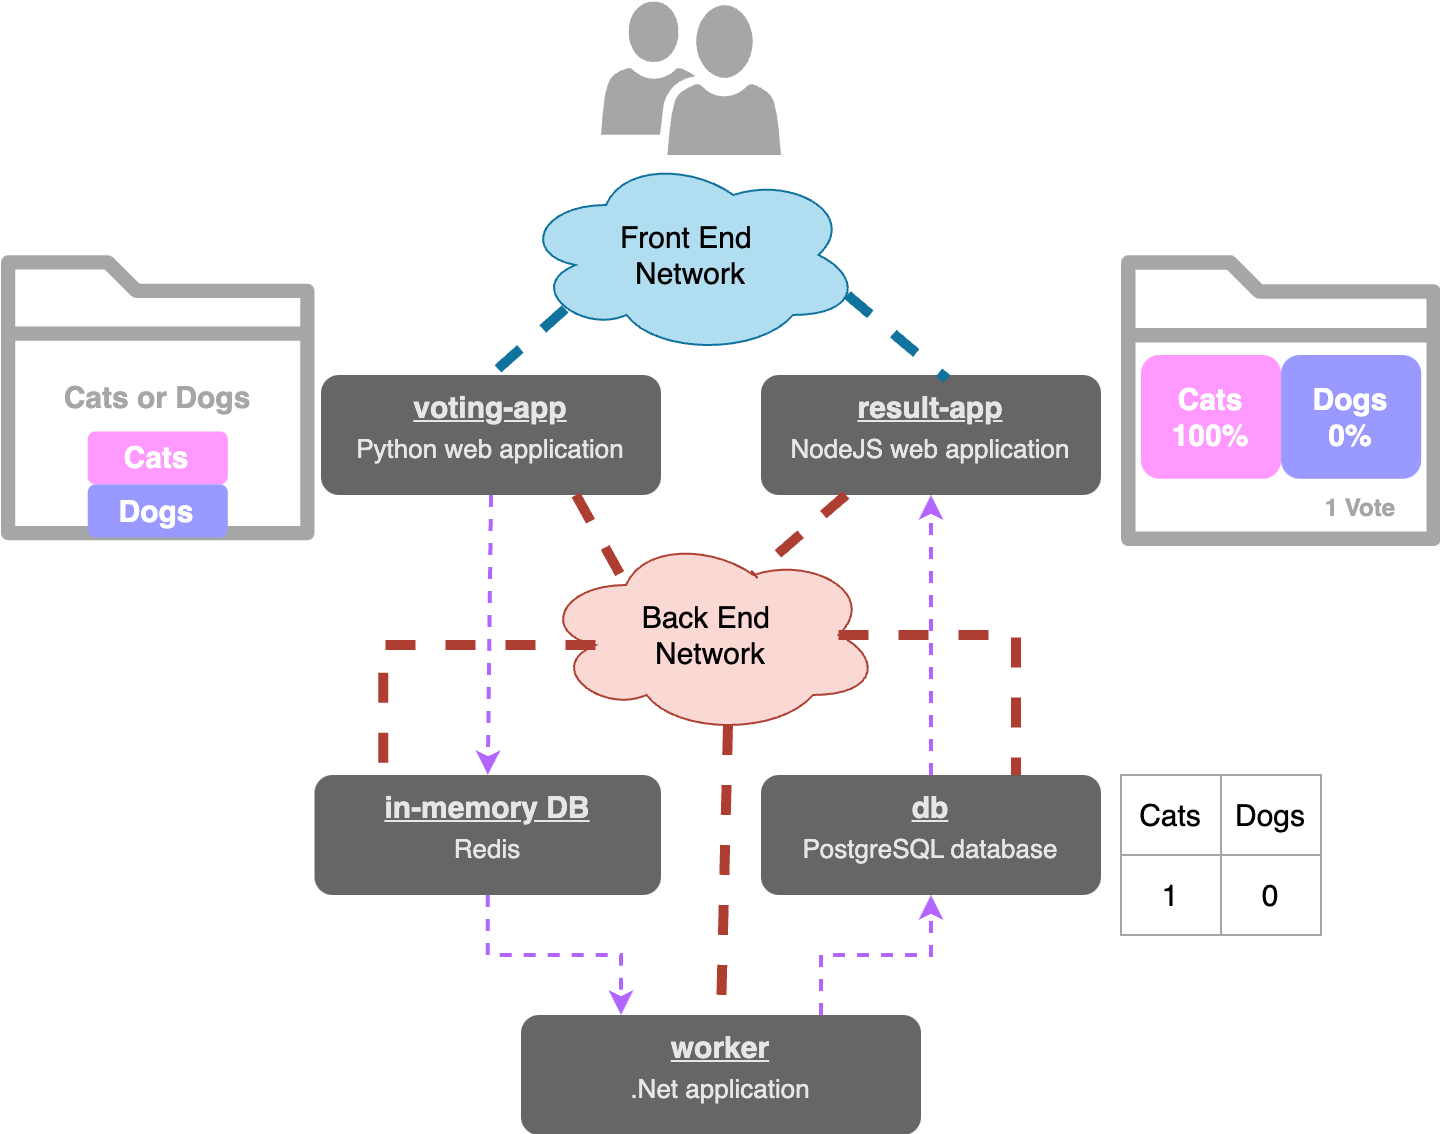 Front End
Network
Cats or Dogs
Cats
Dogs
voting-app
Python web application
result-app
NodeJS web application
Cats
100%
Dogs
0%
1 Vote
Back End
Network
in-memory DB
Redis
db
PostgreSQL database
Cats Dogs
1 0
worker
.Net application